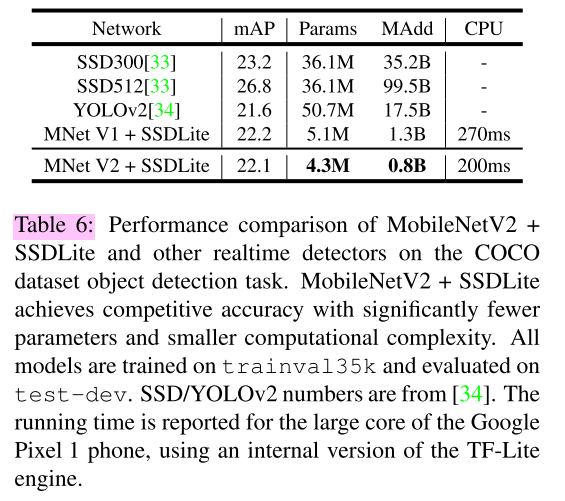 Network mAP Params MAdd CPU
SSD300[33] 23.2 36.1M 35.2B -
SSD512[33] 26.8 36.1M 99.5B -
YOLOv2[34] 21.6 50.7M 17.5B -
MNet V1 + SSDLite 22.2 5.1M 1.3B 270ms
MNet V2 + SSDLite 22.1 4.3M 0.8B 200ms
Table 6: Performance comparison of MobileNetV2 +
SSDLite and other realtime detectors on the COCO
dataset object detection task. MobileNetV2 + SSDLite
achieves competitive accuracy with significantly fewer
parameters and smaller computational complexity. All
models are trained on trainval35k and evaluated on
test-dev. SSD/YOLOv2 numbers are from [34]. The
running time is reported for the large core of the Google
Pixel 1 phone, using an internal version of the TF-Lite
engine.